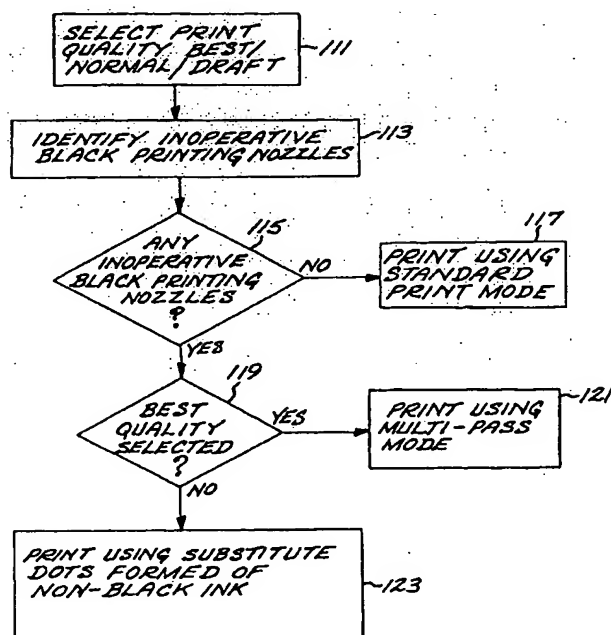 SELECT PRINT
QUALITY BEST/
NORMAL/DRAFT
111
IDENTIFY INOPERATIVE
BLACK PRINTING NOZZLES
113
ANY
INOPERATIVE
BLACK PRINTING
NOZZLES
?
115
NO
PRINT USING
STANDARD
PRINT MODE
117
YES
BEST
QUALITY
SELECTED
?
119
YES
PRINT USING
MULTI-PASS
MODE
121
NO
PRINT USING SUBSTITUTE
DOTS FORMED OF
NON-BLACK INK
123